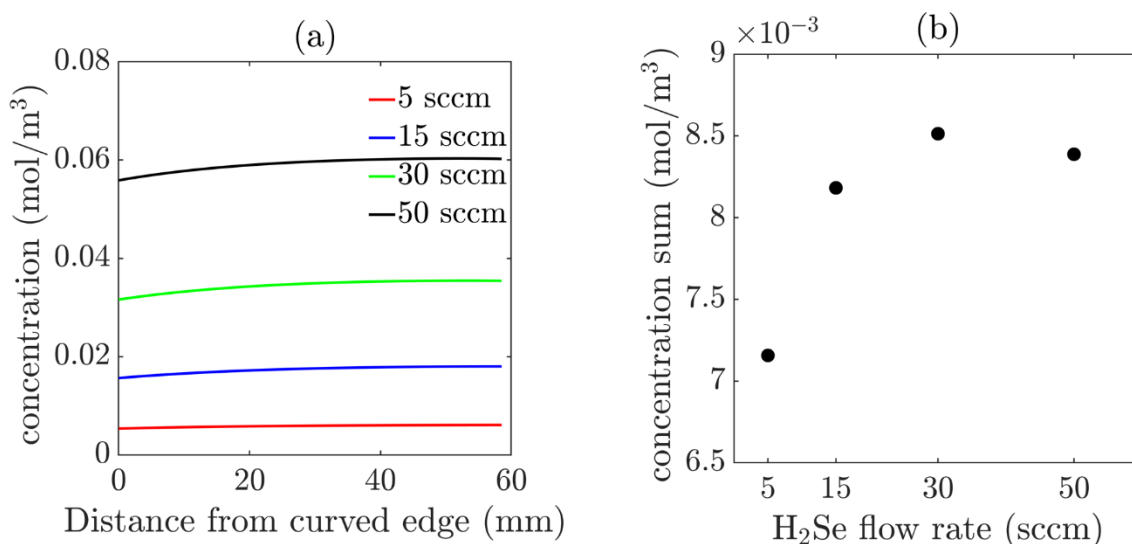 (a)
0.08
0.06
0.04
0.02
0
concentration (mol/m³)
5 sccm
15 sccm
30 sccm
50 sccm
0 20 40 60
Distance from curved edge (mm)
(b)
×10⁻³
9
8.5
8
7.5
7
6.5
concentration sum (mol/m³)
5 15 30 50
H₂Se flow rate (sccm)